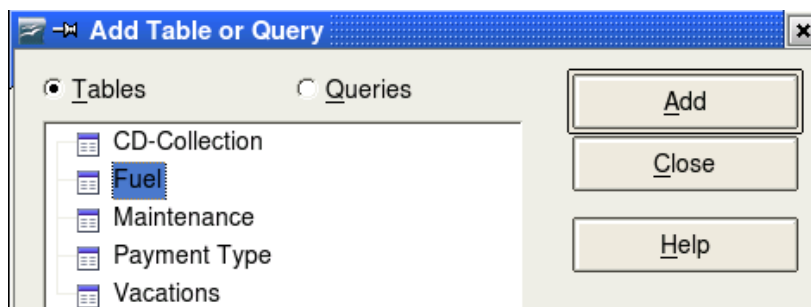 Add Table or Query
Tables
Queries
Add
CD-Collection
Fuel
Close
Maintenance
Payment Type
Help
Vacations